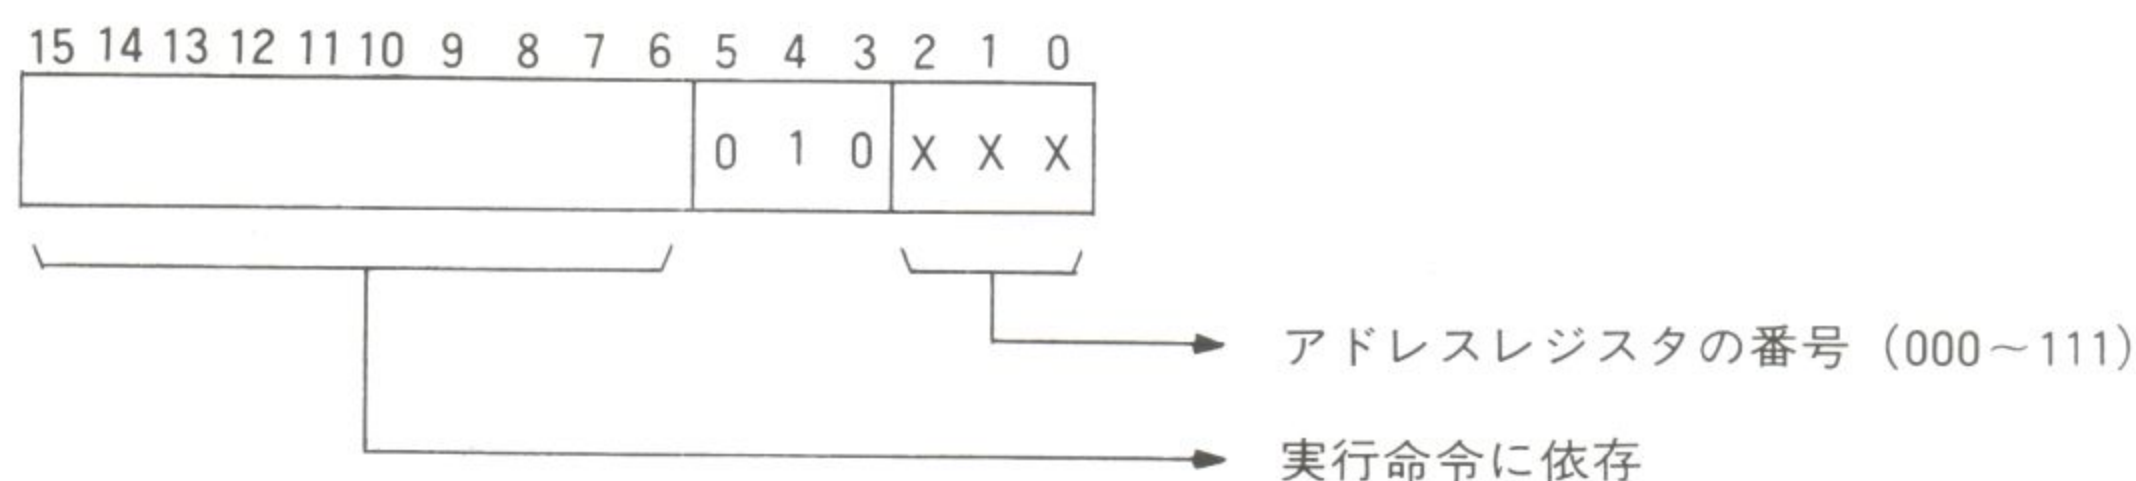 15 14 13 12 11 10 9 8 7 6 5 4 3 2 1 0
0 1 0 X X X
アドレスレジスタの番号 (000～111)
実行命令に依存